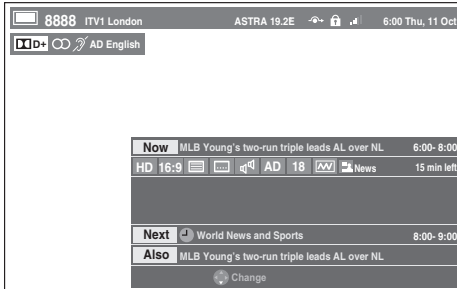 8888 ITV1 London ASTRA 19.2E 6:00 Thu, 11 Oct
D+ AD English
Now MLB Young's two-run triple leads AL over NL 6:00- 8:00
HD 16:9 AD 18 News 15 min left
Next World News and Sports 8:00- 9:00
Also MLB Young's two-run triple leads AL over NL
Change